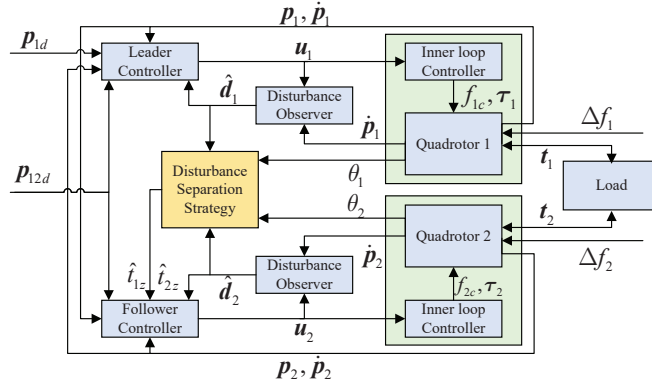 𝒑₁, 𝒑̇₁
𝒑₁d
Leader
Controller
𝒖₁
Inner loop
Controller
𝒅̂₁
Disturbance
Observer
f₁c, 𝝉₁
𝒑̇₁
Quadrotor 1
Δf₁
𝒕₁
Disturbance
Separation
Strategy
θ₁
Load
𝒑₁₂d
θ₂
𝒕₂
Quadrotor 2
𝒑̇₂
Δf₂
t̂₁z
t̂₂z
𝒅̂₂
Disturbance
Observer
f₂c, 𝝉₂
Follower
Controller
𝒖₂
Inner loop
Controller
𝒑₂, 𝒑̇₂